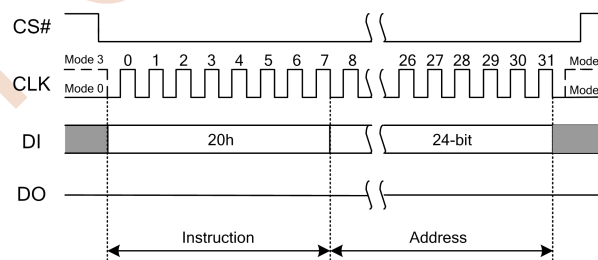 CS#
Mode 3 0 1 2 3 4 5 6 7 8 26 27 28 29 30 31 Mode
CLK
Mode 0 Mode
DI 20h 24-bit
DO
Instruction Address